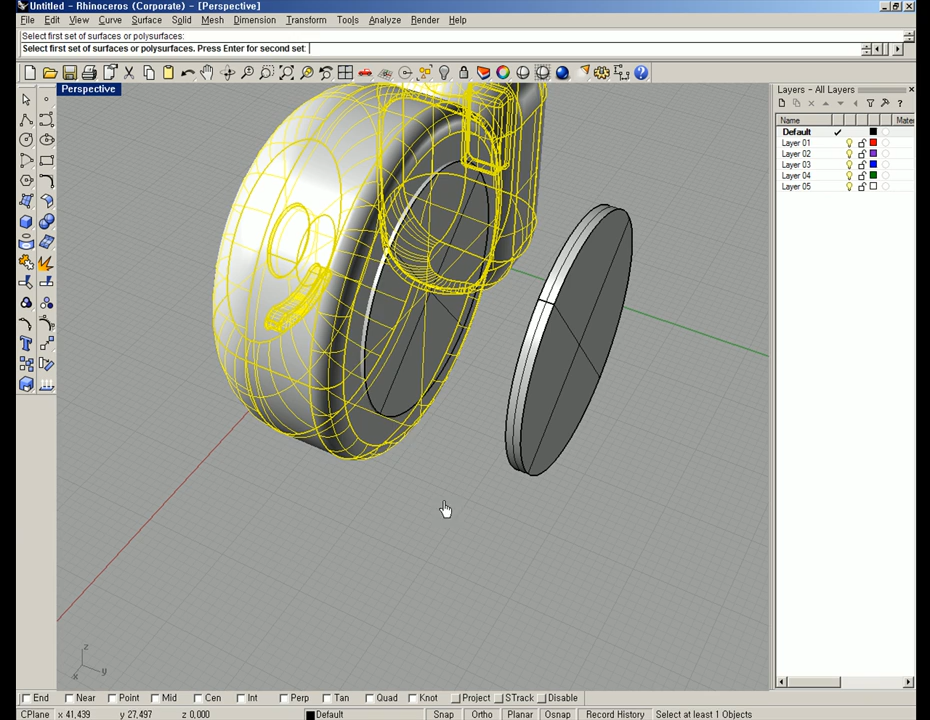 Untitled - Rhinoceros (Corporate) - [Perspective]
File Edit View Curve Surface Solid Mesh Dimension Transform Tools Analyze Render Help
Select first set of surfaces or polysurfaces:
Select first set of surfaces or polysurfaces. Press Enter for second set:
Perspective
Layers - All Layers
Name Mate
Default
Layer 01
Layer 02
Layer 03
Layer 04
Layer 05
z
y
x
End Near Point Mid Cen Int Perp Tan Quad Knot Project STrack Disable
CPlane x 41,439 y 27,497 z 0,000 Default Snap Ortho Planar Osnap Record History Select at least 1 Objects